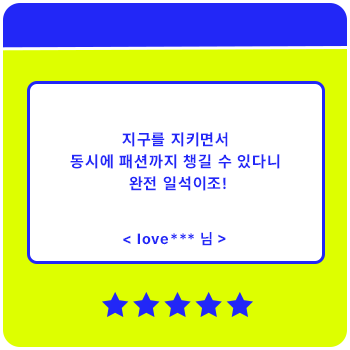 지구를 지키면서
동시에 패션까지 챙길 수 있다니
완전 일석이조!
< love*** 님 >